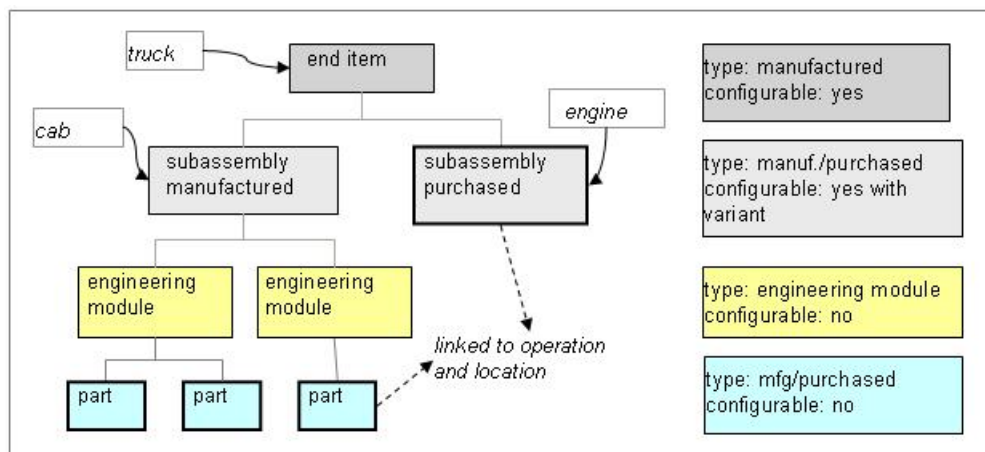 truck
end item
type: manufactured
configurable: yes
cab
engine
subassembly
manufactured
subassembly
purchased
type: manuf./purchased
configurable: yes with
variant
engineering
module
engineering
module
type: engineering module
configurable: no
linked to operation
and location
part
part
part
type: mfg/purchased
configurable: no